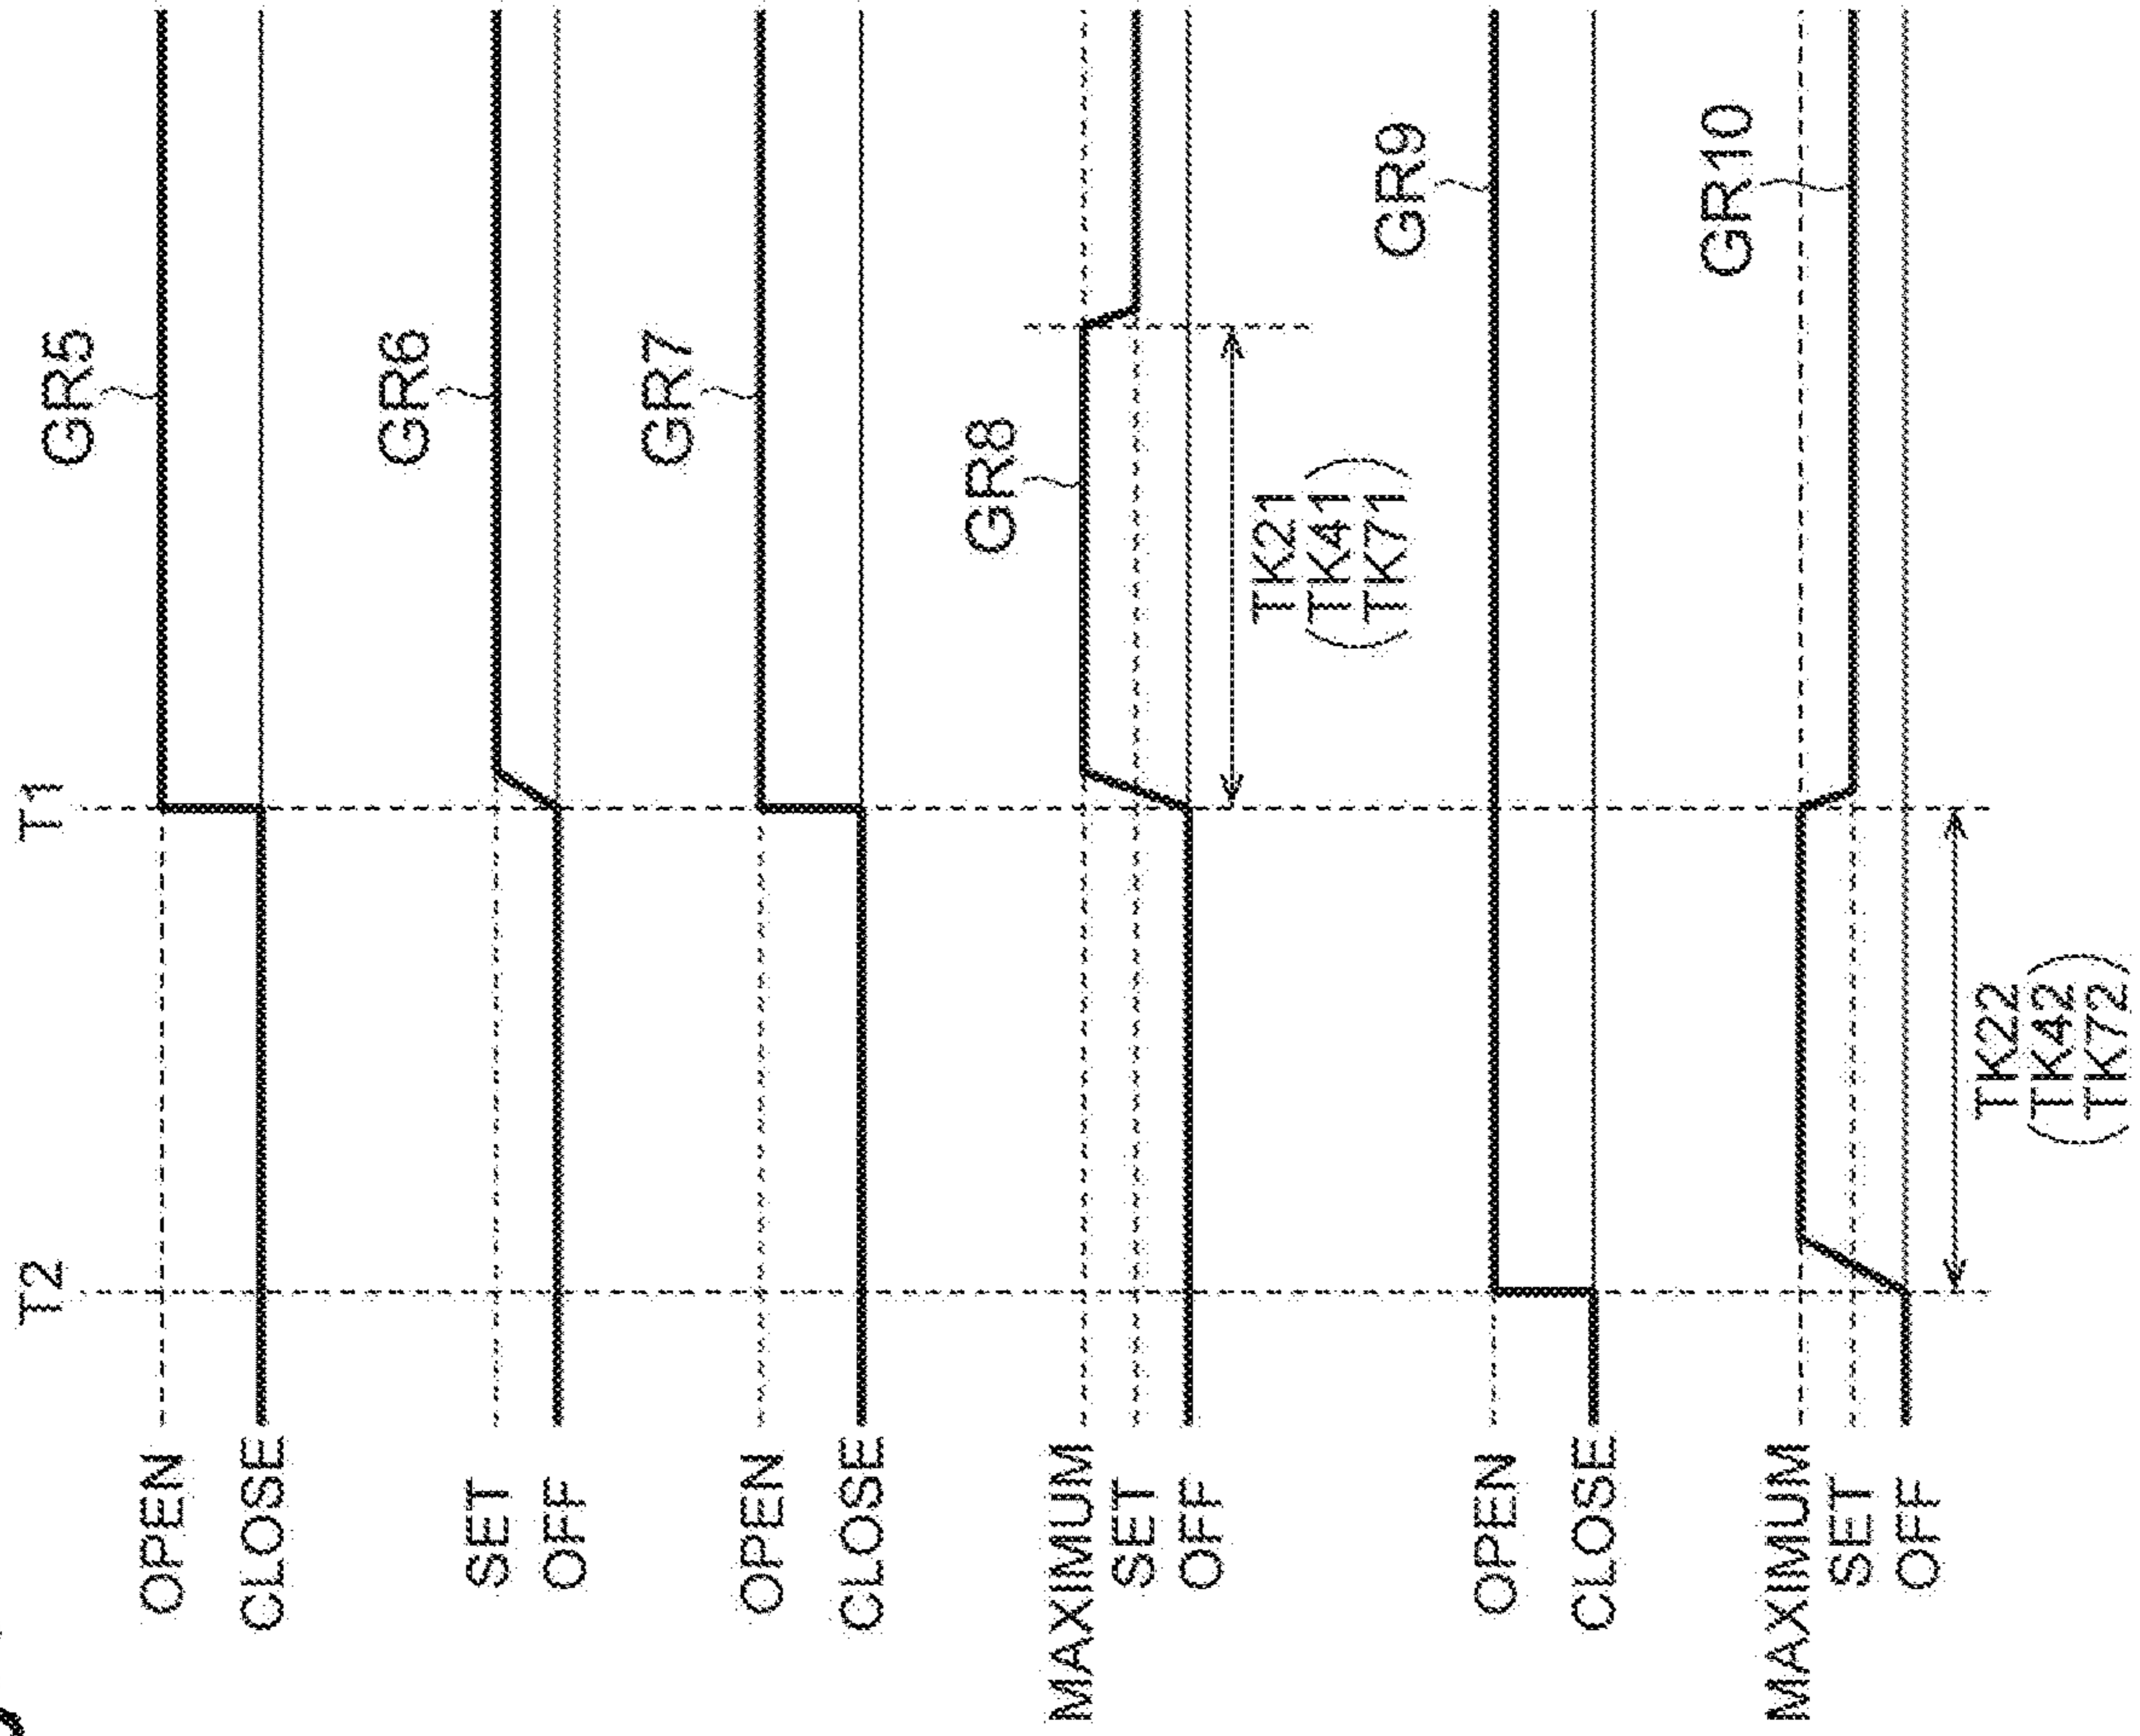 T2 T1
GR5
OPEN
CLOSE
GR6
SET
OFF
GR7
OPEN
CLOSE
GR8
MAXIMUM
SET
OFF
TK21
(TK41
TK71)
GR9
OPEN
CLOSE
GR10
MAXIMUM
SET
OFF
TK22
(TK42
TK72)